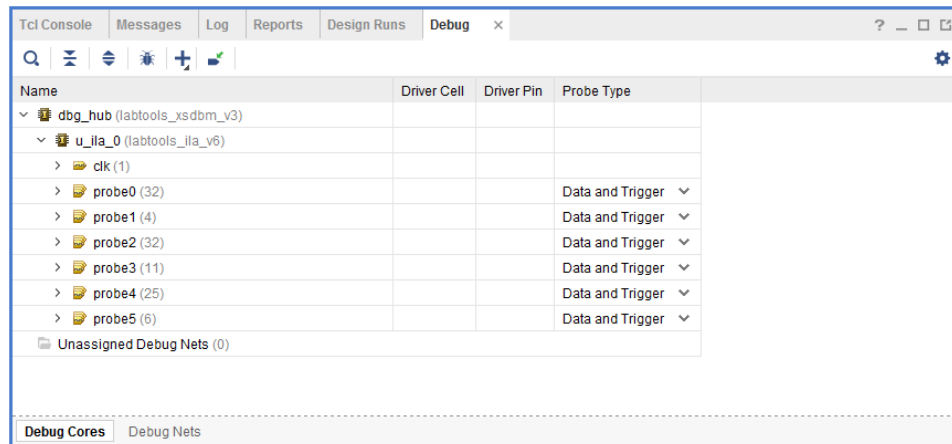 Tcl Console Messages Log Reports Design Runs Debug × ? _
Name Driver Cell Driver Pin Probe Type
dbg_hub (labtools_xsdbm_v3)
u_ila_0 (labtools_ila_v6)
clk (1)
probe0 (32) Data and Trigger
probe1 (4) Data and Trigger
probe2 (32) Data and Trigger
probe3 (11) Data and Trigger
probe4 (25) Data and Trigger
probe5 (6) Data and Trigger
Unassigned Debug Nets (0)
Debug Cores Debug Nets